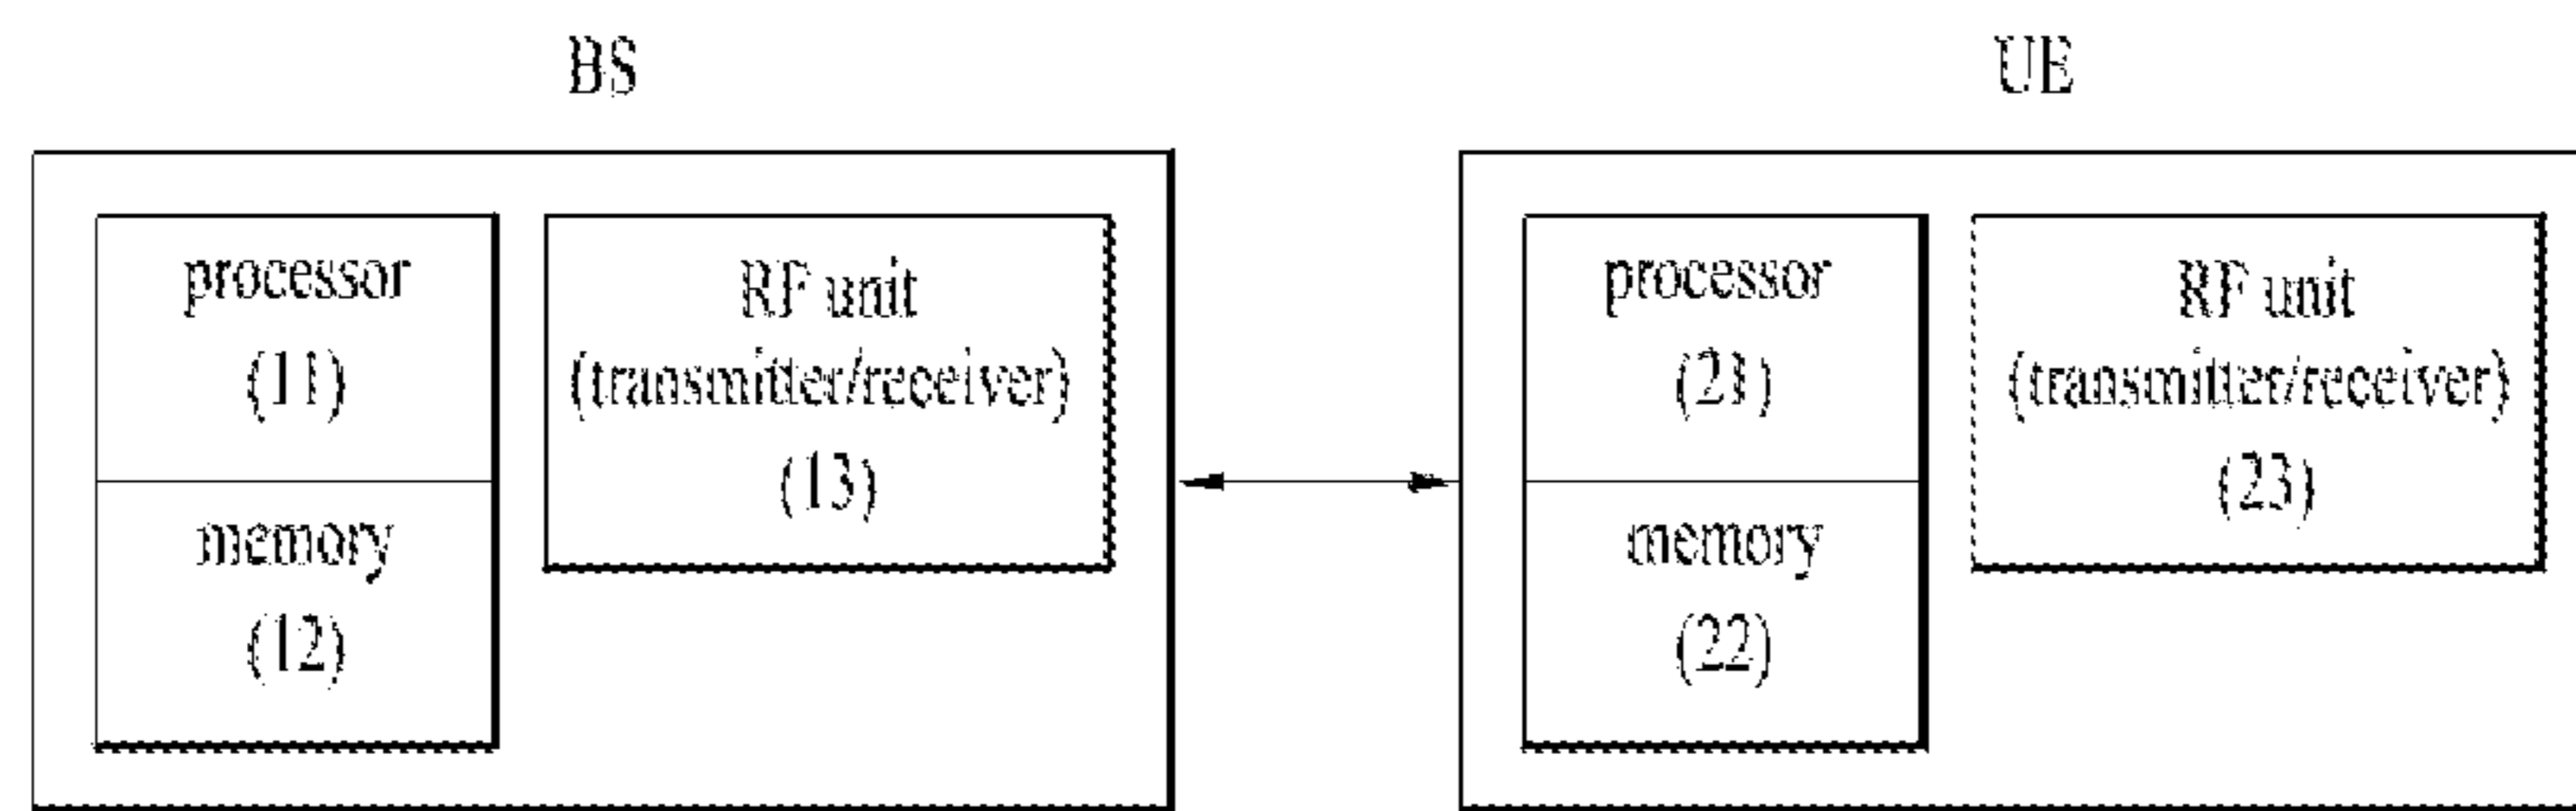 BS
processor
(11)
memory
(12)
RF unit
(transmitter/receiver)
(13)
UE
processor
(21)
memory
(22)
RF unit
(transmitter/receiver)
(23)